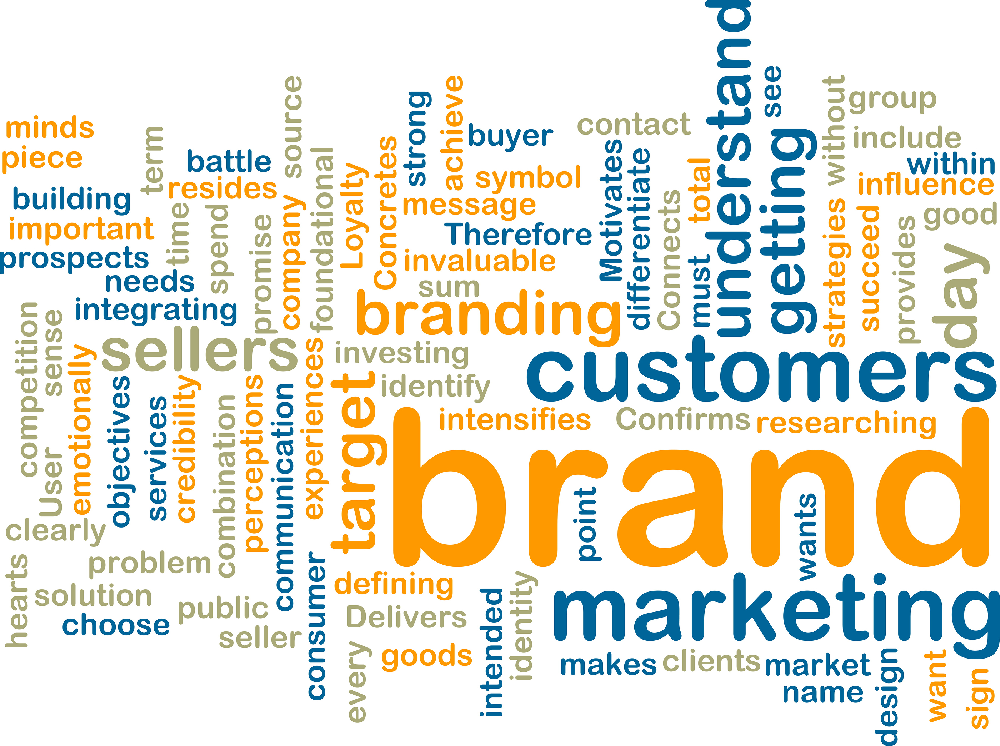 understand
see
without
group
source
strong
achieve
minds
term
buyer
contact
getting
include
piece
battle
foundational
Loyalty
Concretes
symbol
Motivates
differentiate
total
within
influence
building
resides
company
message
Connects
strategies
succeed
good
important
time
spend
promise
Therefore
must
provides
day
prospects
invaluable
needs
sum
integrating
branding
competition
sense
sellers
experiences
investing
customers
emotionally
objectives
services
credibility
combination
perceptions
communication
target
identify
User
intensifies
Confirms
researching
brand
point
wants
clearly
problem
hearts
solution
public
choose
seller
consumer
defining
Delivers
intended
identity
marketing
every
goods
makes
clients
market
name
design
want
sign